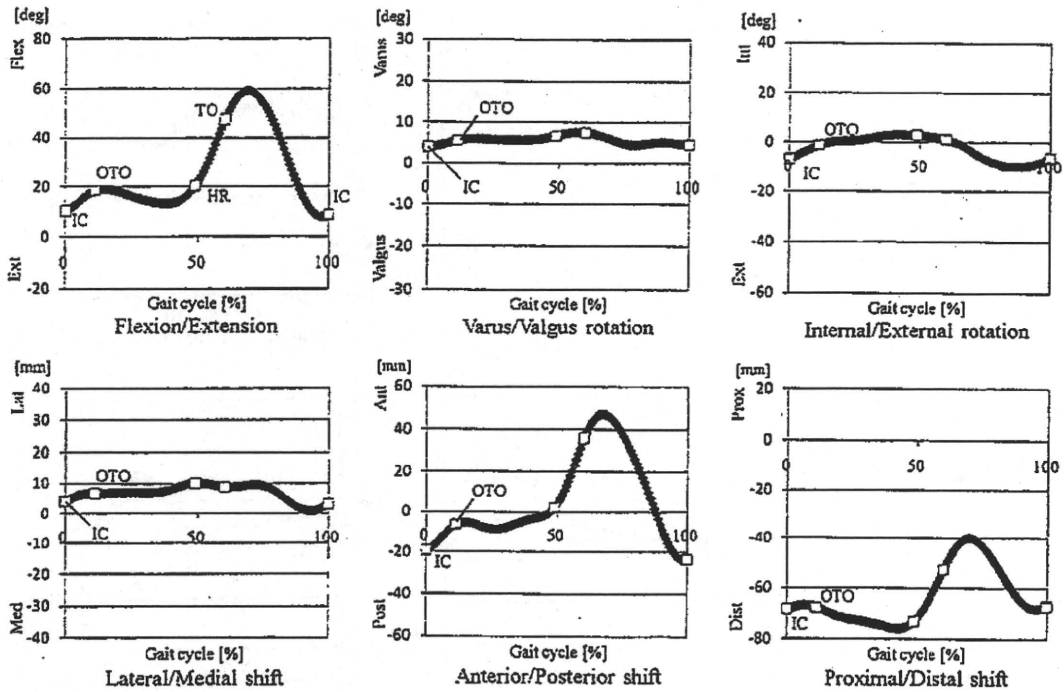 [deg]
Flex
80
60
40
20
0
Ext
-20
TO
OTO
HR
IC
IC
0
50
100
Gait cycle [%]
Flexion/Extension
[deg]
Varus
30
20
10
0
-10
-20
Valgus
-30
OTO
IC
0
50
100
Gait cycle [%]
Varus/Valgus rotation
[deg]
Int
40
20
0
-20
-40
Ext
-60
OTO
IC
0
50
100
Gait cycle [%]
Internal/External rotation
[mm]
Lat
40
30
20
10
0
-10
-20
-30
Med
-40
OTO
IC
0
50
100
Gait cycle [%]
Lateral/Medial shift
[mm]
Ant
60
40
20
0
-20
-40
Post
-60
OTO
IC
0
50
100
Gait cycle [%]
Anterior/Posterior shift
[mm]
Prox
20
0
-20
-40
-60
Dist
-80
OTO
IC
0
50
100
Gait cycle [%]
Proximal/Distal shift